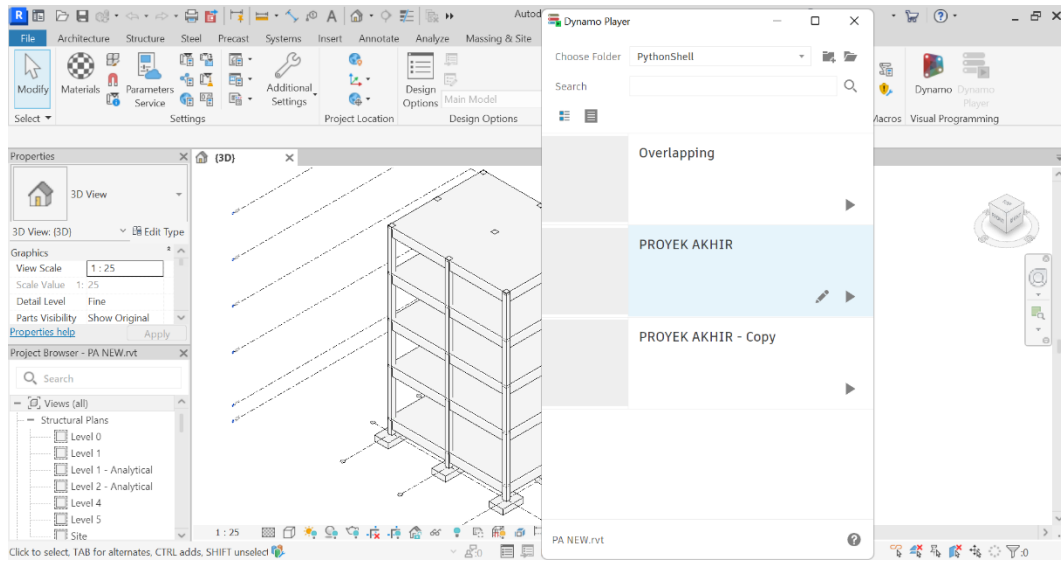 Autod
File Architecture Structure Steel Precast Systems Insert Annotate Analyze Massing & Site
Modify
Materials
Parameters
Service
Additional
Settings
Design
Options
Main Model
Macros
Dynamo
Dynamo
Player
Select
Settings
Project Location
Design Options
Visual Programming
Properties
3D View
3D View: {3D}
Edit Type
Graphics
View Scale 1 : 25
Scale Value 1: 25
Detail Level Fine
Parts Visibility Show Original
Properties help
Apply
Project Browser - PA NEW.rvt
Search
Views (all)
Structural Plans
Level 0
Level 1
Level 1 - Analytical
Level 2 - Analytical
Level 4
Level 5
Site
Click to select, TAB for alternates, CTRL adds, SHIFT unselect
{3D}
1 : 25
:0
Dynamo Player
Choose Folder PythonShell
Search
Overlapping
PROYEK AKHIR
PROYEK AKHIR - Copy
PA NEW.rvt
:0